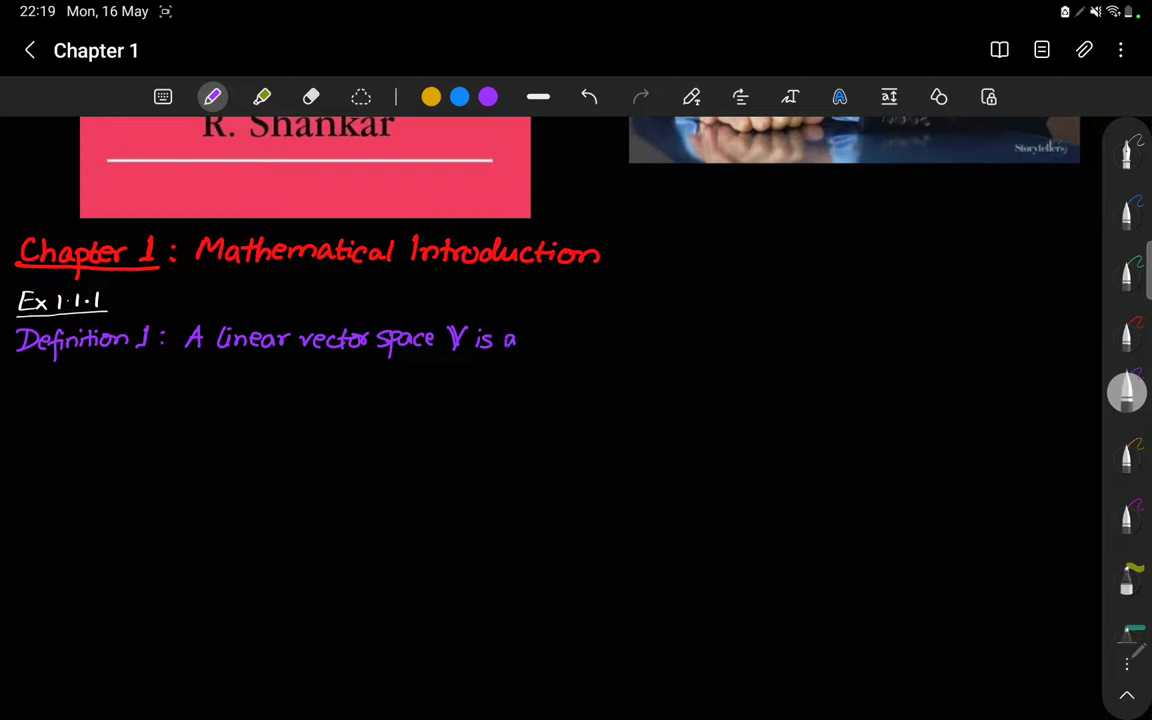 22:19 Mon, 16 May
Chapter 1
R. Shankar
Storytellers
Chapter 1 : Mathematical Introduction
Ex 1.1.1
Definition 1 : A linear vector space V is a